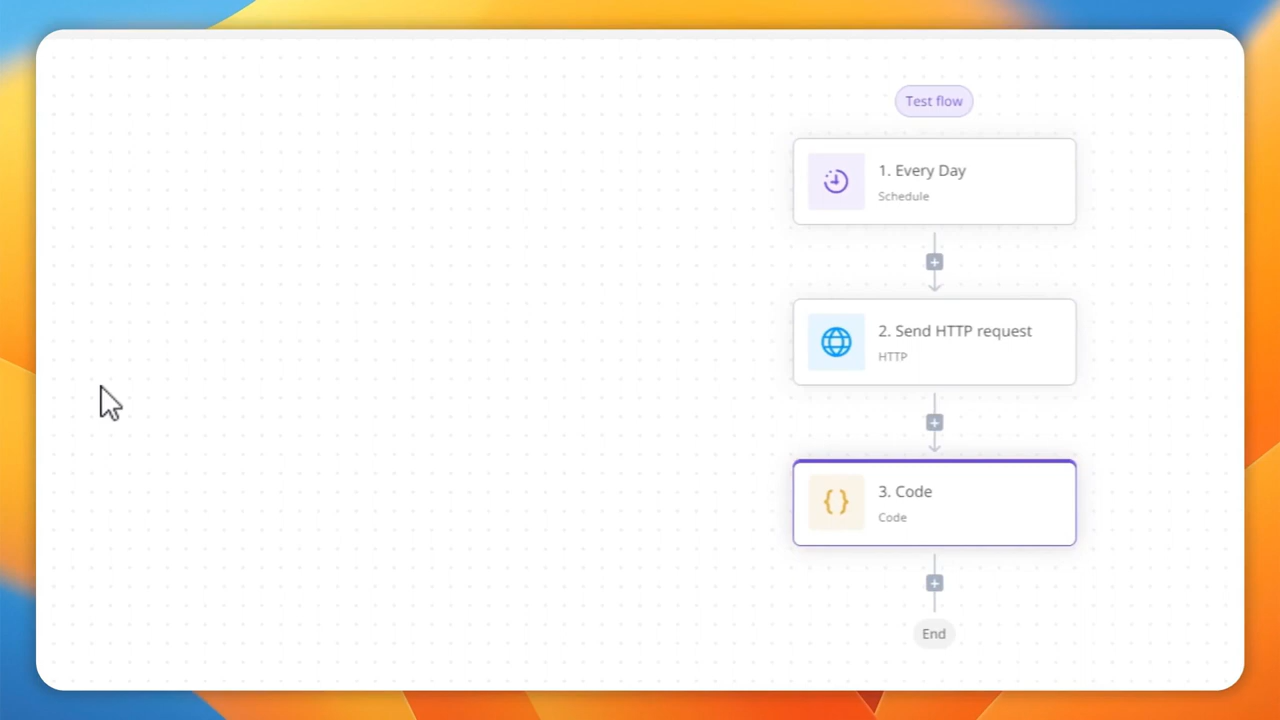 Test flow
1. Every Day
Schedule
2. Send HTTP request
HTTP
3. Code
Code
End